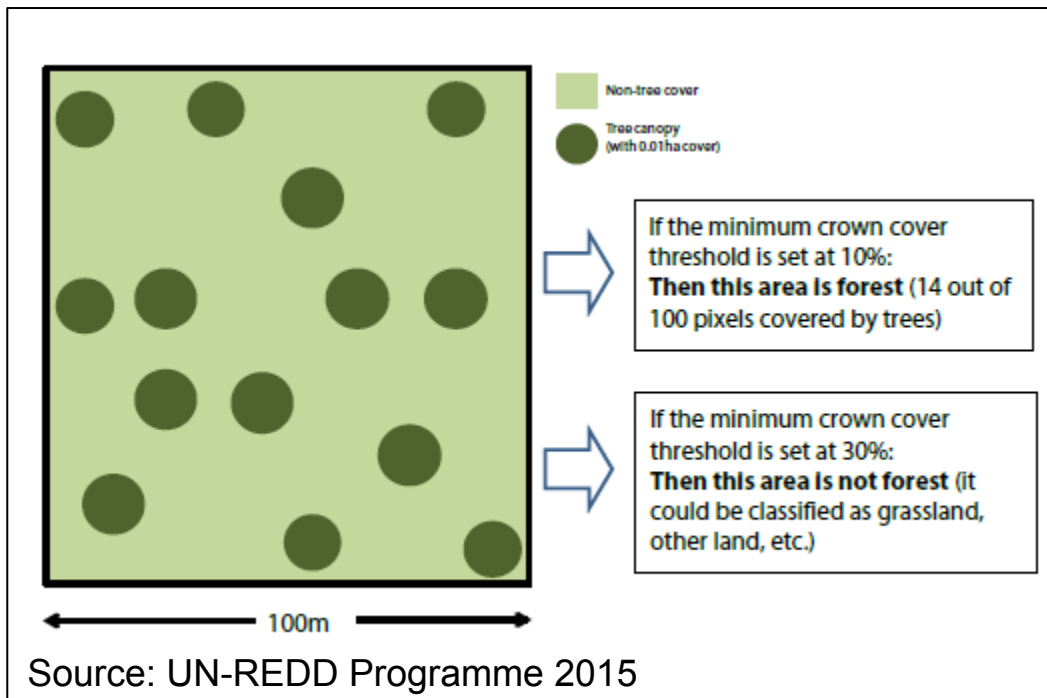 Non-tree cover
Tree canopy
(with 0.01ha cover)
If the minimum crown cover
threshold is set at 10%:
Then this area is forest (14 out of
100 pixels covered by trees)
If the minimum crown cover
threshold is set at 30%:
Then this area is not forest (it
could be classified as grassland,
other land, etc.)
100m
Source: UN-REDD Programme 2015